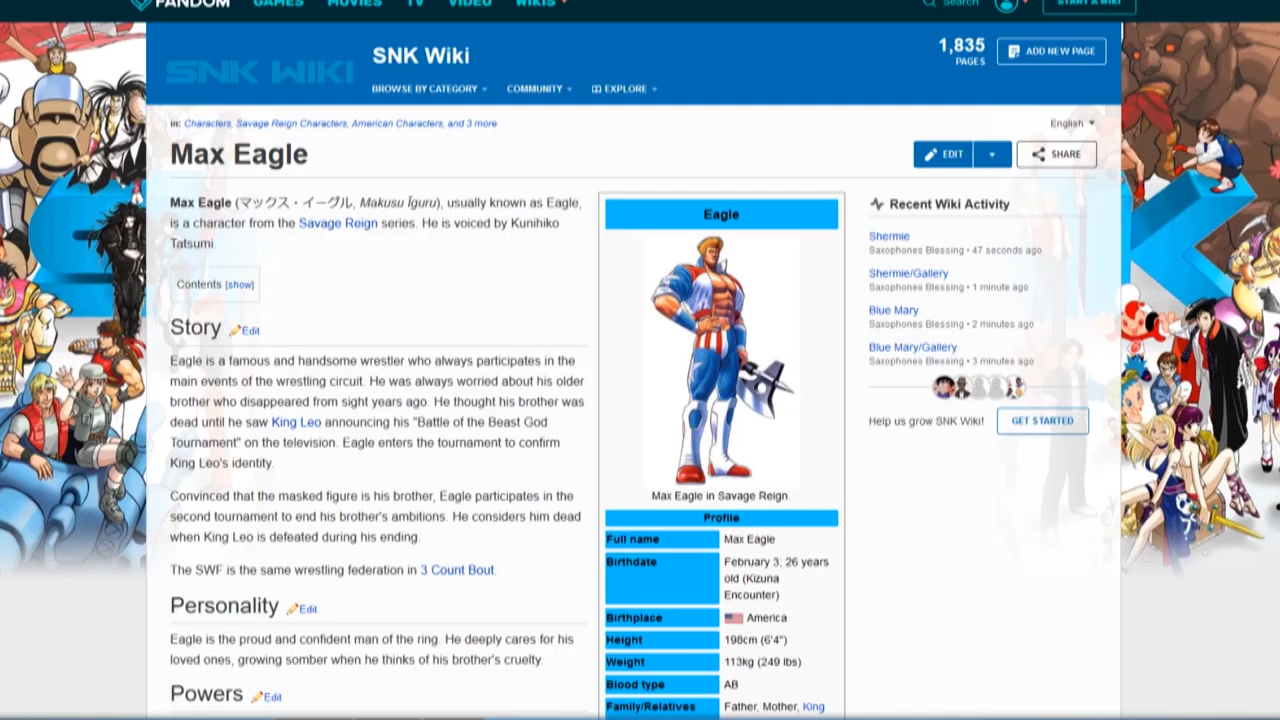 FANDOM GAMES MOVIES TV VIDEO WIKIS Search START A WIKI
SNK WIKI
SNK Wiki
1,835
PAGES
ADD NEW PAGE
BROWSE BY CATEGORY COMMUNITY EXPLORE
in: Characters, Savage Reign Characters, American Characters, and 3 more
English
Max Eagle
EDIT
SHARE
Max Eagle (マックス・イーグル, Makusu Īguru), usually known as Eagle,
is a character from the Savage Reign series. He is voiced by Kunihiko
Tatsumi.
Contents [show]
Story Edit
Eagle is a famous and handsome wrestler who always participates in the
main events of the wrestling circuit. He was always worried about his older
brother who disappeared from sight years ago. He thought his brother was
dead until he saw King Leo announcing his "Battle of the Beast God
Tournament" on the television. Eagle enters the tournament to confirm
King Leo's identity.
Convinced that the masked figure is his brother, Eagle participates in the
second tournament to end his brother's ambitions. He considers him dead
when King Leo is defeated during his ending.
The SWF is the same wrestling federation in 3 Count Bout.
Personality Edit
Eagle is the proud and confident man of the ring. He deeply cares for his
loved ones, growing somber when he thinks of his brother's cruelty.
Powers Edit
Eagle
Max Eagle in Savage Reign.
Profile
Full name Max Eagle
Birthdate February 3; 26 years
old (Kizuna
Encounter)
Birthplace America
Height 198cm (6'4")
Weight 113kg (249 lbs)
Blood type AB
Family/Relatives Father, Mother, King
Recent Wiki Activity
Shermie
Saxophones Blessing • 47 seconds ago
Shermie/Gallery
Saxophones Blessing • 1 minute ago
Blue Mary
Saxophones Blessing • 2 minutes ago
Blue Mary/Gallery
Saxophones Blessing • 3 minutes ago
Help us grow SNK Wiki! GET STARTED